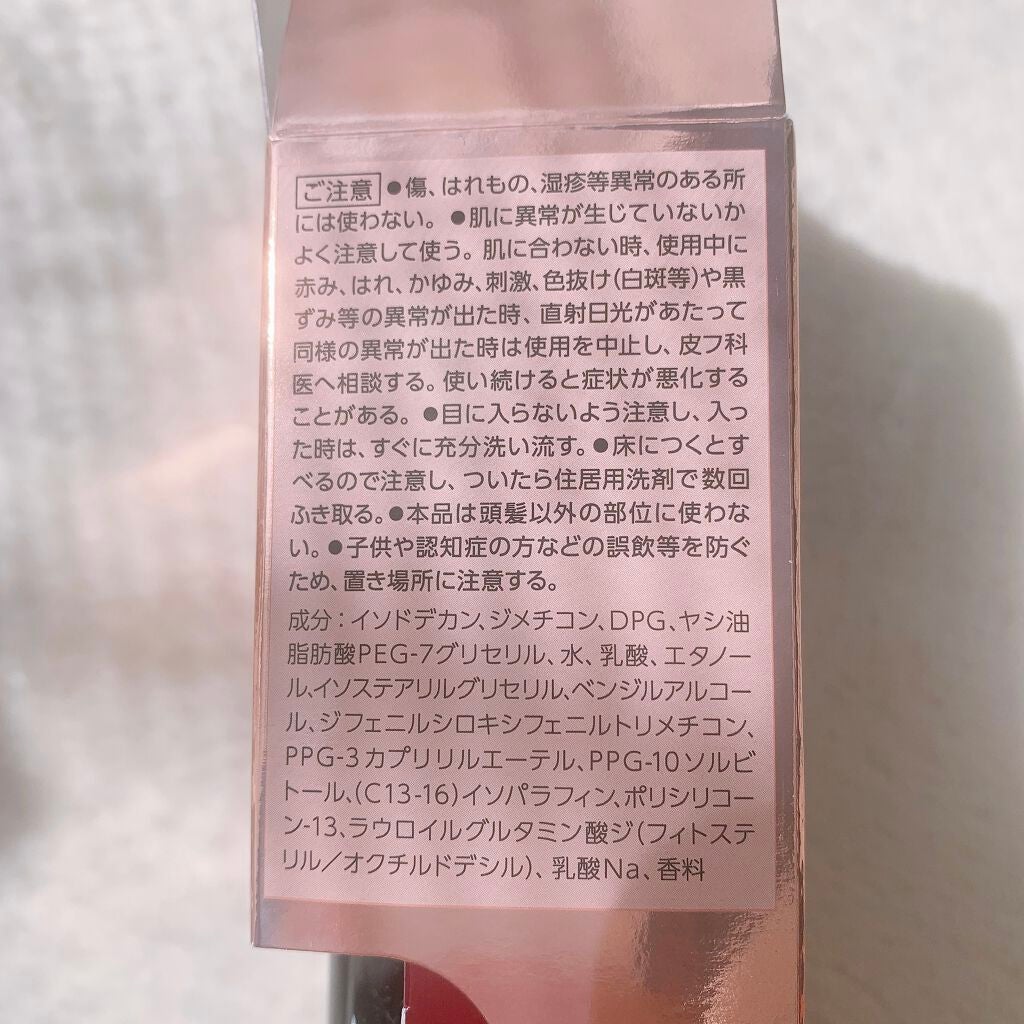 ご注意 ●傷、はれもの、湿疹等異常のある所
には使わない。 ●肌に異常が生じていないか
よく注意して使う。肌に合わない時、使用中に
赤み、はれ、かゆみ、刺激、色抜け(白斑等)や黒
ずみ等の異常が出た時、直射日光があたって
同様の異常が出た時は使用を中止し、皮フ科
医へ相談する。使い続けると症状が悪化する
ことがある。 ●目に入らないよう注意し、入っ
た時は、すぐに充分洗い流す。●床につくとす
べるので注意し、ついたら住居用洗剤で数回
ふき取る。●本品は頭髪以外の部位に使わな
い。●子供や認知症の方などの誤飲等を防ぐ
ため、置き場所に注意する。
成分：イソドデカン、ジメチコン、DPG、ヤシ油
脂肪酸PEG-7グリセリル、水、乳酸、エタノー
ル、イソステアリルグリセリル、ベンジルアルコー
ル、ジフェニルシロキシフェニルトリメチコン、
PPG-3カプリリルエーテル、PPG-10ソルビ
トール、(C13-16)イソパラフィン、ポリシリコー
ン-13、ラウロイルグルタミン酸ジ(フィトステ
リル／オクチルドデシル)、乳酸Na、香料